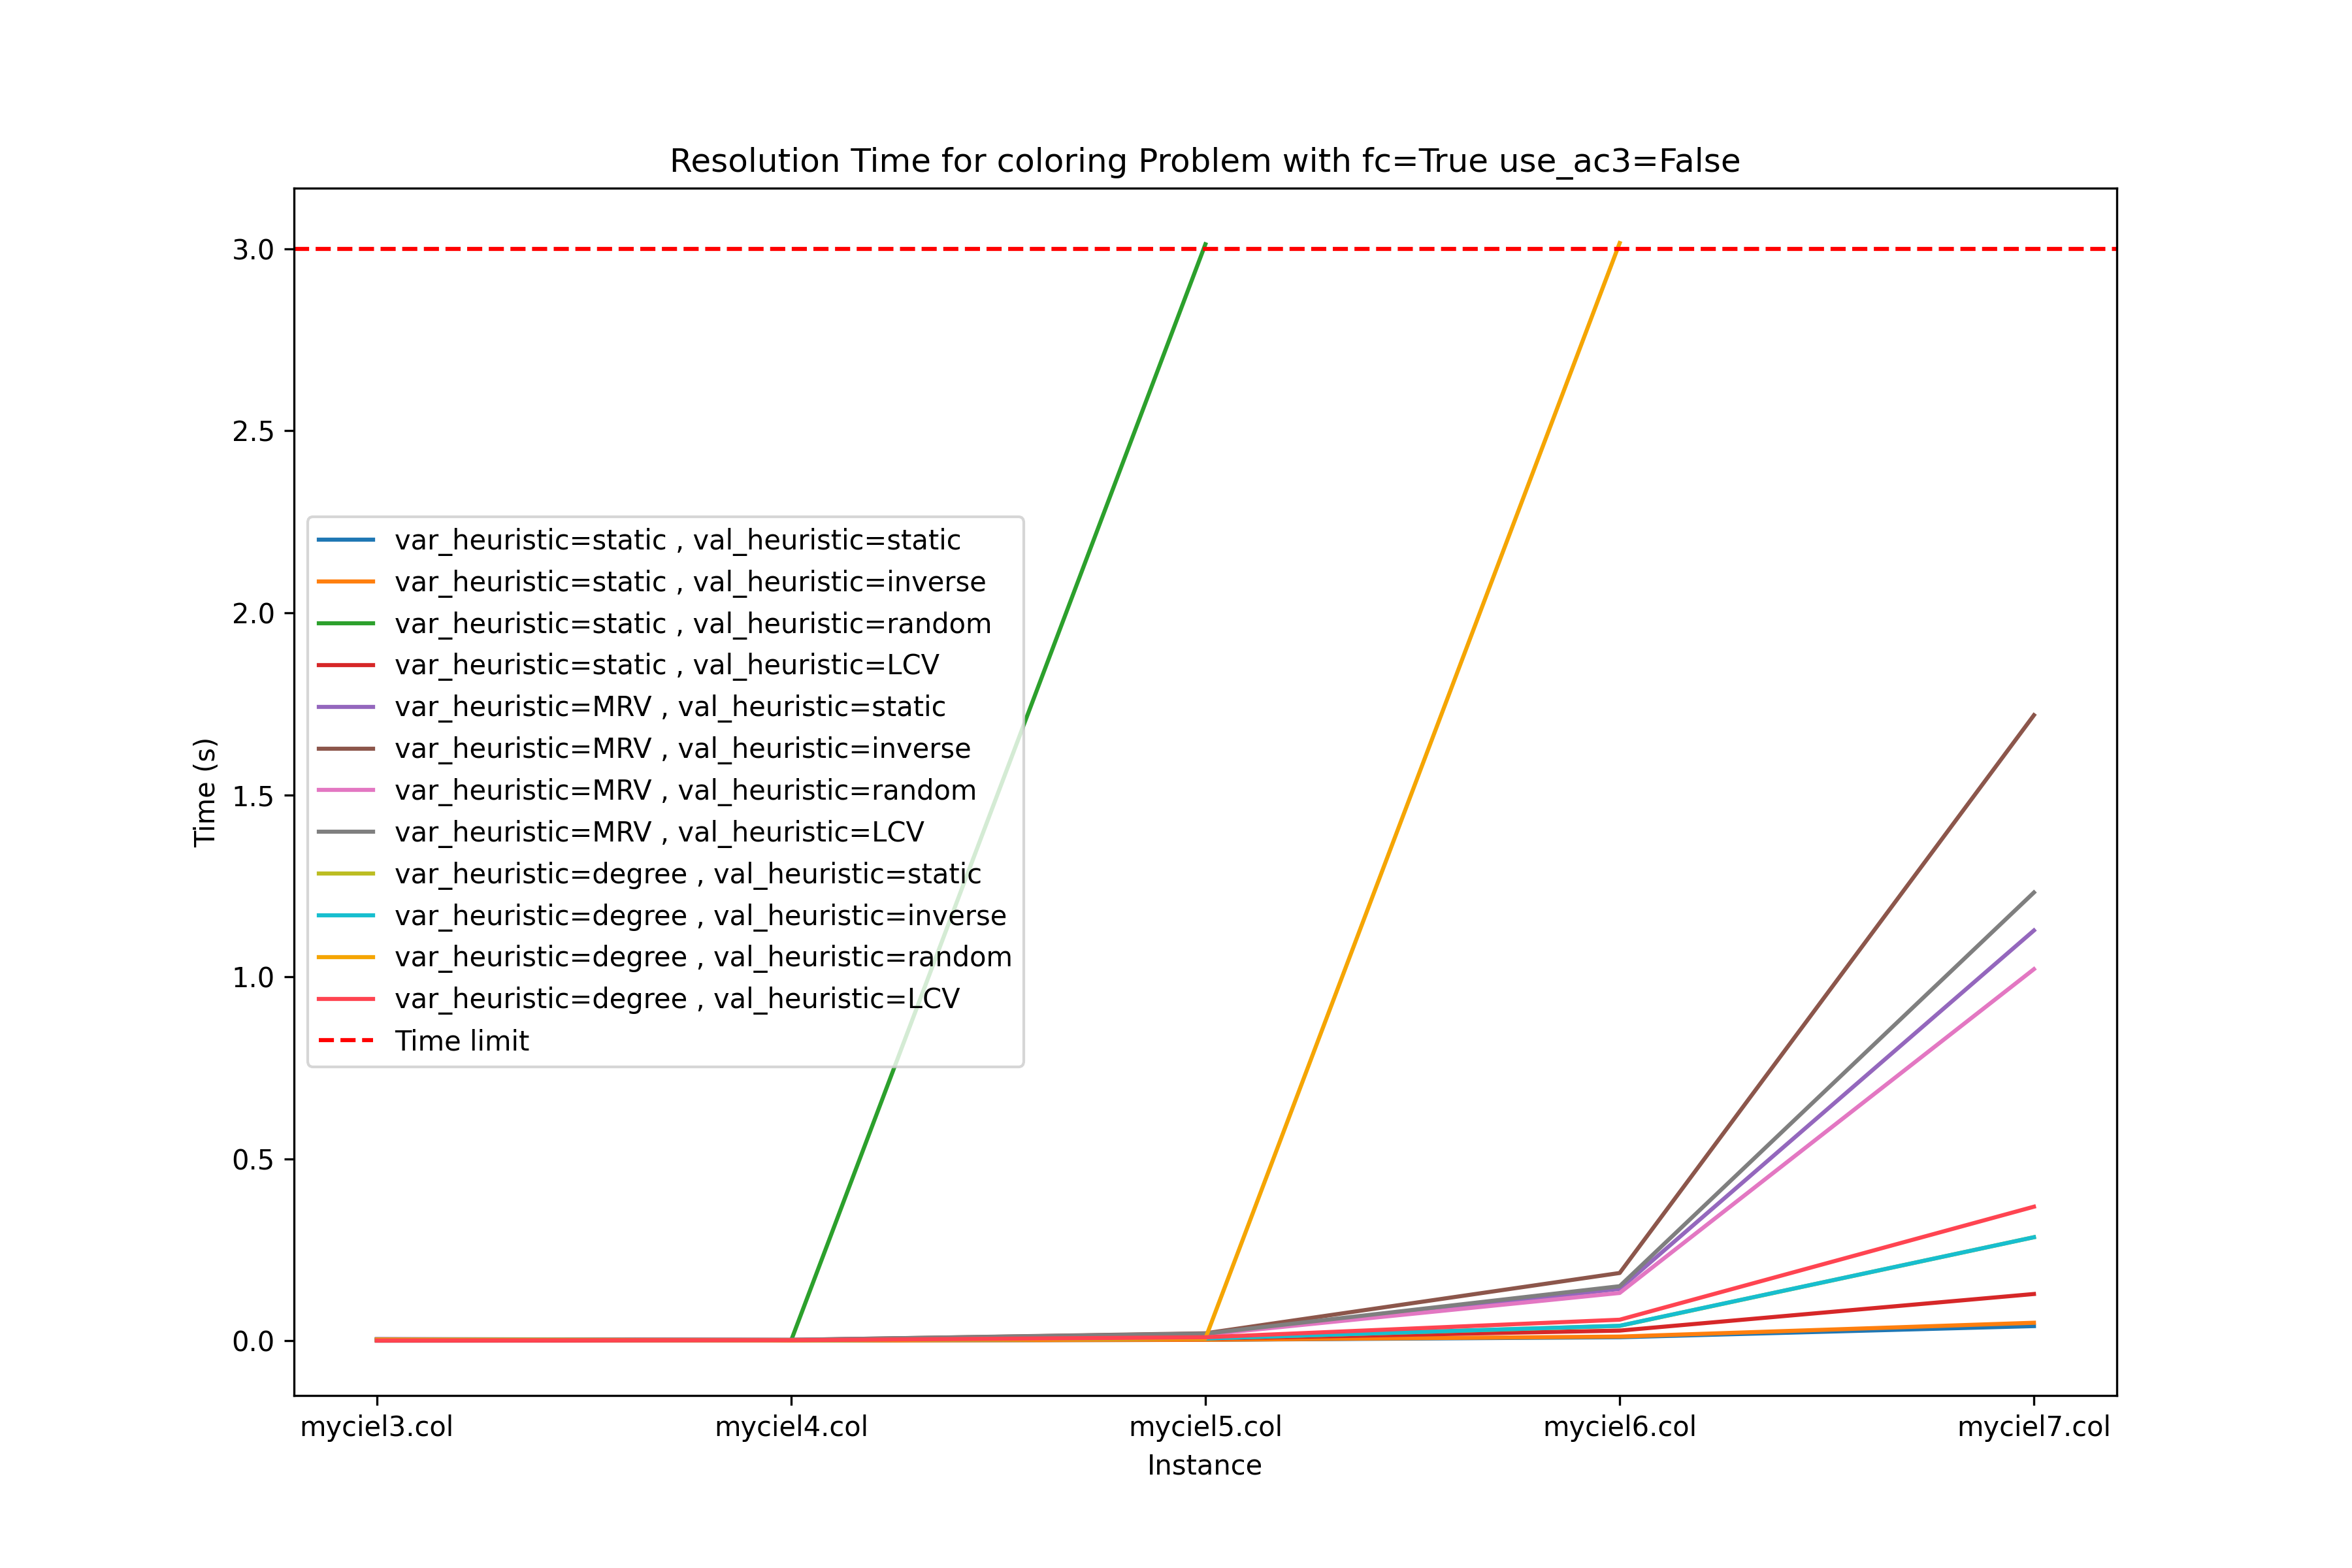 Resolution Time for coloring Problem with fc=True use_ac3=False
3.0
2.5
2.0
1.5
1.0
0.5
0.0
Time (s)
var_heuristic=static , val_heuristic=static
var_heuristic=static , val_heuristic=inverse
var_heuristic=static , val_heuristic=random
var_heuristic=static , val_heuristic=LCV
var_heuristic=MRV , val_heuristic=static
var_heuristic=MRV , val_heuristic=inverse
var_heuristic=MRV , val_heuristic=random
var_heuristic=MRV , val_heuristic=LCV
var_heuristic=degree , val_heuristic=static
var_heuristic=degree , val_heuristic=inverse
var_heuristic=degree , val_heuristic=random
var_heuristic=degree , val_heuristic=LCV
Time limit
myciel3.col myciel4.col myciel5.col myciel6.col myciel7.col
Instance